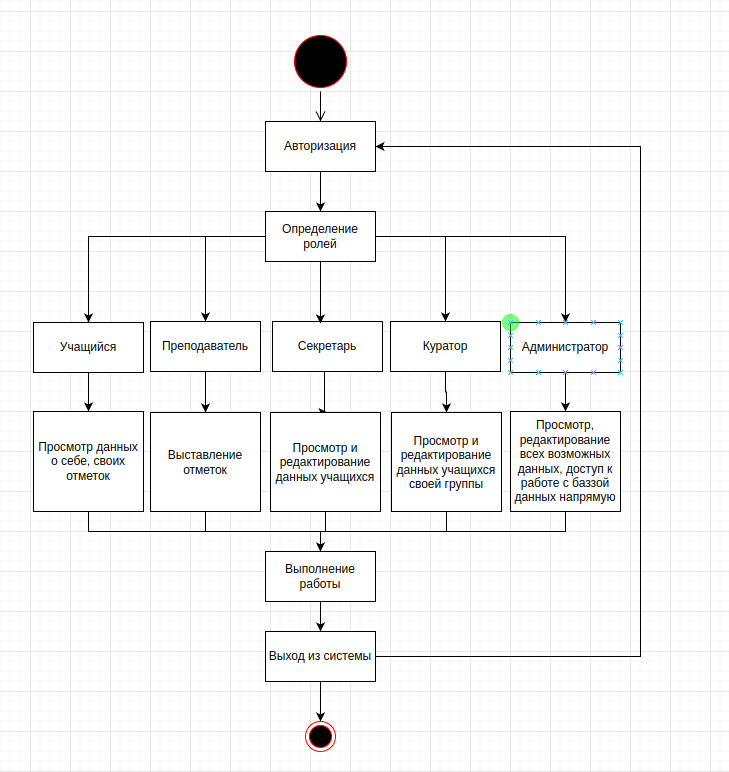 Авторизация
Определение
ролей
Учащийся
Преподаватель
Секретарь
Куратор
Администратор
Просмотр данных
о себе, своих
отметок
Выставление
отметок
Просмотр и
редактирование
данных учащихся
Просмотр и
редактирование
данных учащихся
своей группы
Просмотр,
редактирование
всех возможных
данных, доступ к
работе с баззой
данных напрямую
Выполнение
работы
Выход из системы